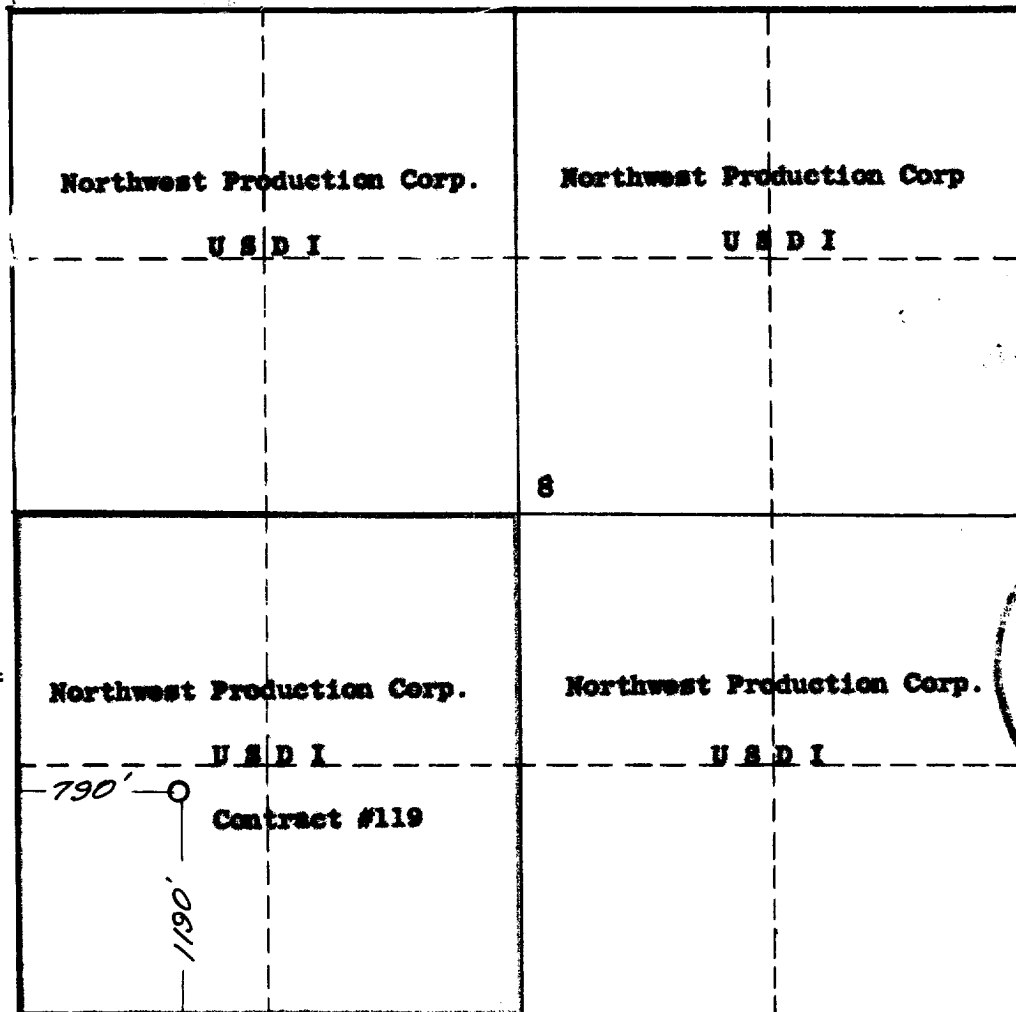 Northwest Production Corp.
U S D I
Northwest Production Corp
U S D I
8
Northwest Production Corp.
U S D I
790'
Contract #119
1190'
Northwest Production Corp.
U S D I